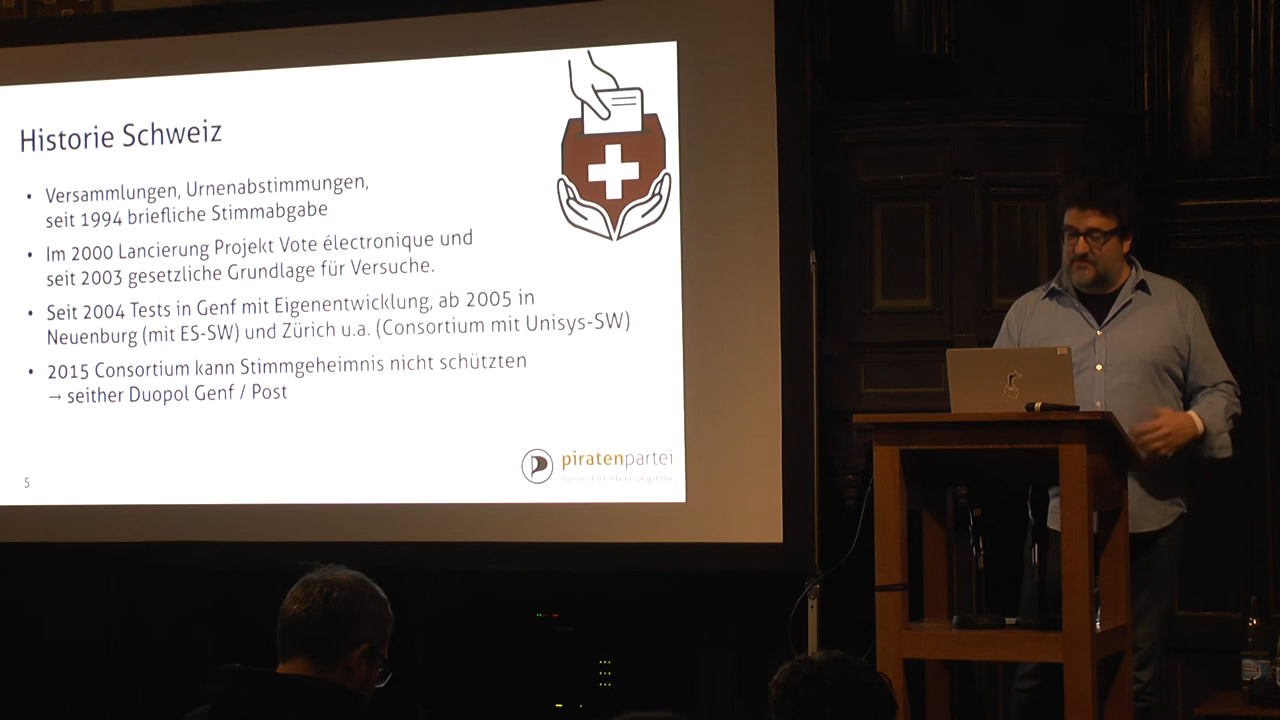 Historie Schweiz
• Versammlungen, Urnenabstimmungen,
seit 1994 briefliche Stimmabgabe
• Im 2000 Lancierung Projekt Vote électronique und
seit 2003 gesetzliche Grundlage für Versuche.
• Seit 2004 Tests in Genf mit Eigenentwicklung, ab 2005 in
Neuenburg (mit ES-SW) und Zürich u.a. (Consortium mit Unisys-SW)
• 2015 Consortium kann Stimmgeheimnis nicht schützten
→ seither Duopol Genf / Post
piratenpartei
5